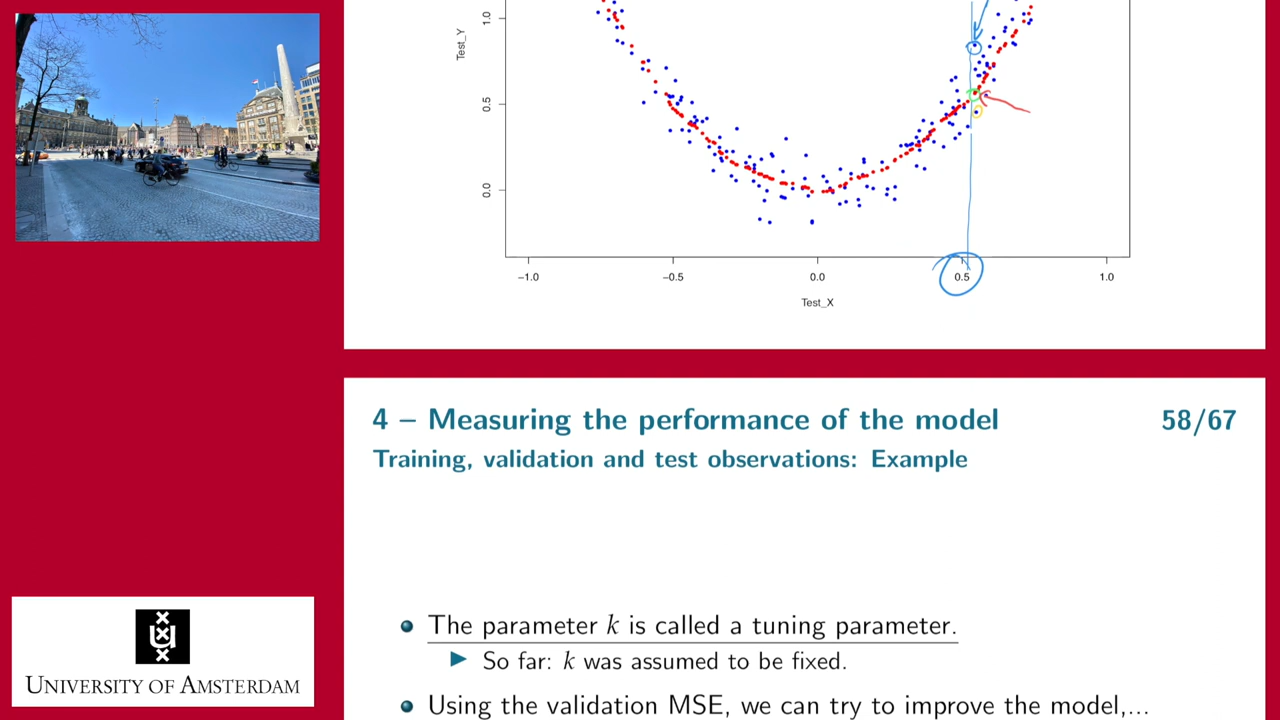 1.0
0.5
0.0
Test_Y
−1.0 −0.5 0.0 0.5 1.0
Test_X
4 – Measuring the performance of the model 58/67
Training, validation and test observations: Example
The parameter k is called a tuning parameter.
So far: k was assumed to be fixed.
Using the validation MSE, we can try to improve the model,...
UNIVERSITY OF AMSTERDAM